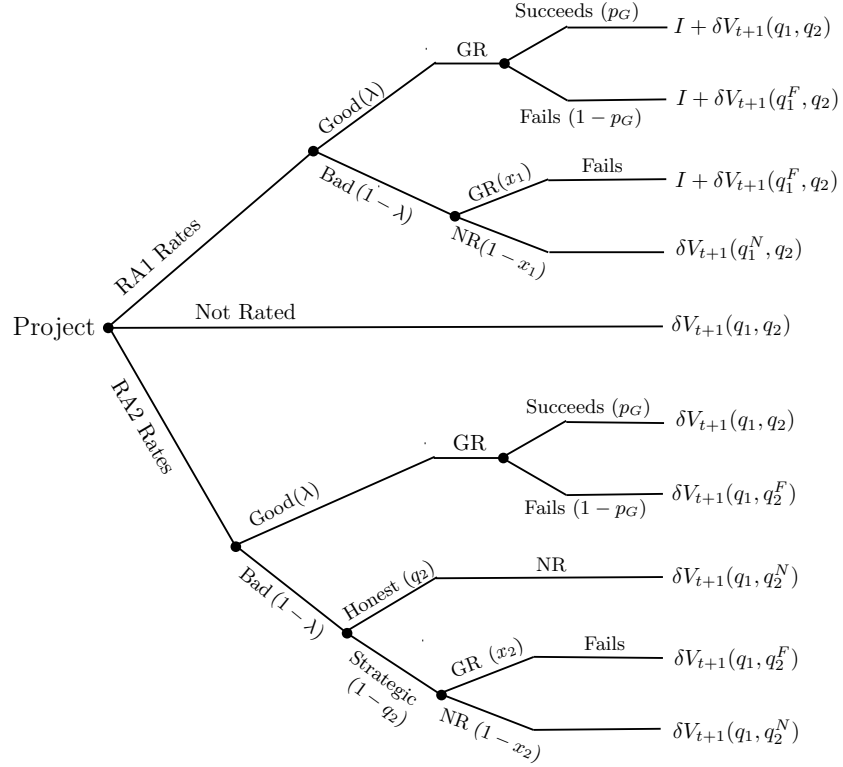 Succeeds (p_G)
I + δV_{t+1}(q_1, q_2)
GR
Good(λ)
I + δV_{t+1}(q_1^F, q_2)
Fails (1 − p_G)
Bad (1 − λ)
GR(x_1)
Fails
I + δV_{t+1}(q_1^F, q_2)
NR(1 − x_1)
δV_{t+1}(q_1^N, q_2)
RA1 Rates
Project
Not Rated
δV_{t+1}(q_1, q_2)
RA2 Rates
Succeeds (p_G)
δV_{t+1}(q_1, q_2)
GR
Good(λ)
δV_{t+1}(q_1, q_2^F)
Fails (1 − p_G)
Bad (1 − λ)
Honest (q_2)
NR
δV_{t+1}(q_1, q_2^N)
Strategic
(1 − q_2)
GR (x_2)
Fails
δV_{t+1}(q_1, q_2^F)
NR (1 − x_2)
δV_{t+1}(q_1, q_2^N)